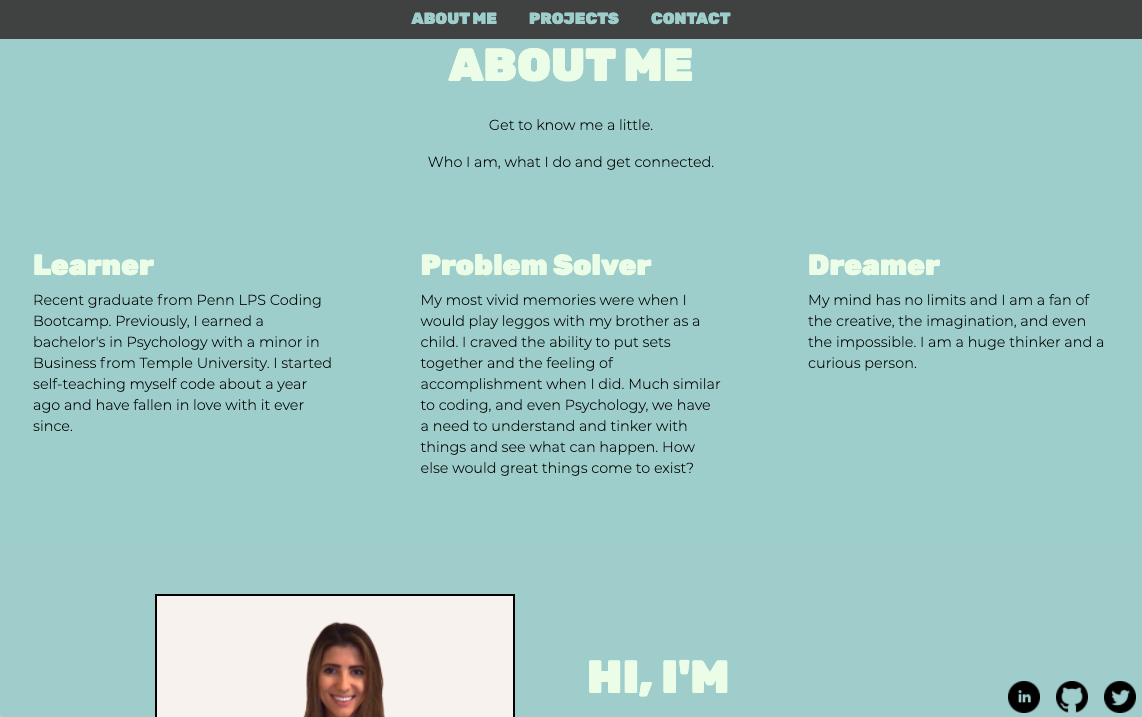 ABOUT ME PROJECTS CONTACT
ABOUT ME
Get to know me a little.
Who I am, what I do and get connected.
Learner
Recent graduate from Penn LPS Coding
Bootcamp. Previously, I earned a
bachelor's in Psychology with a minor in
Business from Temple University. I started
self-teaching myself code about a year
ago and have fallen in love with it ever
since.
Problem Solver
My most vivid memories were when I
would play leggos with my brother as a
child. I craved the ability to put sets
together and the feeling of
accomplishment when I did. Much similar
to coding, and even Psychology, we have
a need to understand and tinker with
things and see what can happen. How
else would great things come to exist?
Dreamer
My mind has no limits and I am a fan of
the creative, the imagination, and even
the impossible. I am a huge thinker and a
curious person.
HI, I'M
in